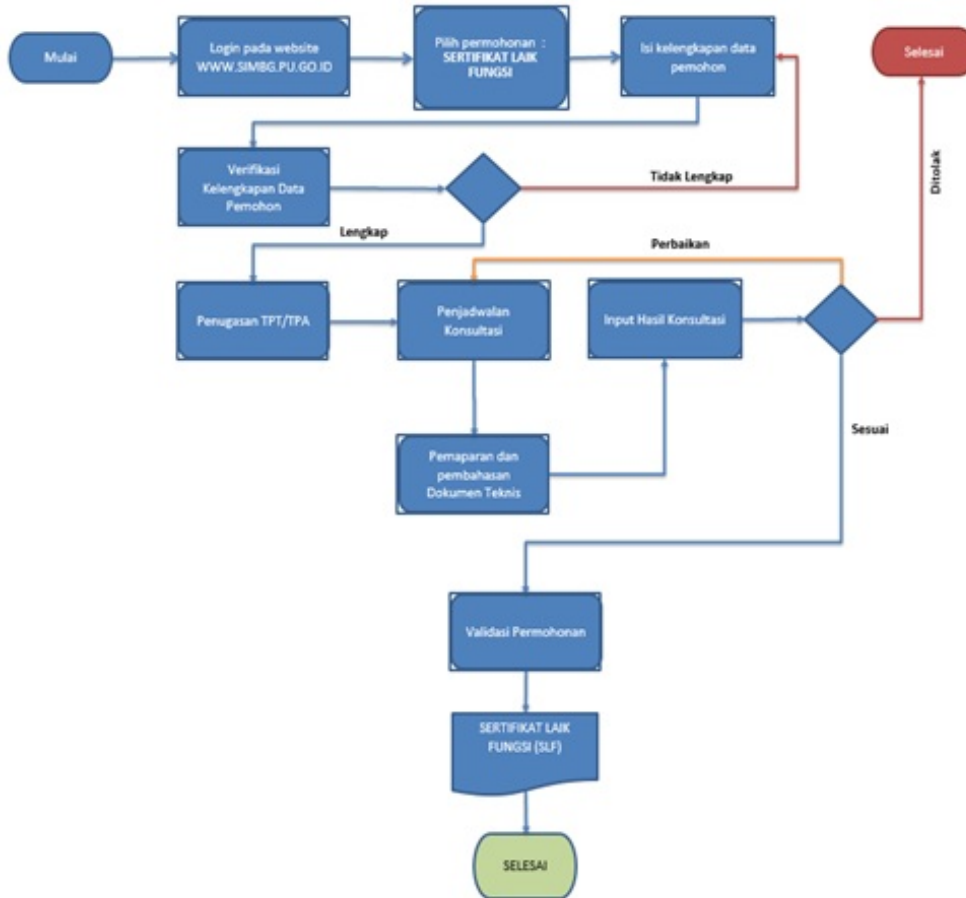 Mulai
Login pada website
WWW.SIMBG.PU.GO.ID
Pilih permohonan :
SERTIFIKAT LAIK
FUNGSI
Isi kelengkapan data
pemohon
Selesai
Verifikasi
Kelengkapan Data
Pemohon
Tidak Lengkap
Ditolak
Lengkap
Perbaikan
Penugasan TPT/TPA
Penjadwalan
Konsultasi
Input Hasil Konsultasi
Sesuai
Pemaparan dan
pembahasan
Dokumen Teknis
Validasi Permohonan
SERTIFIKAT LAIK
FUNGSI (SLF)
SELESAI